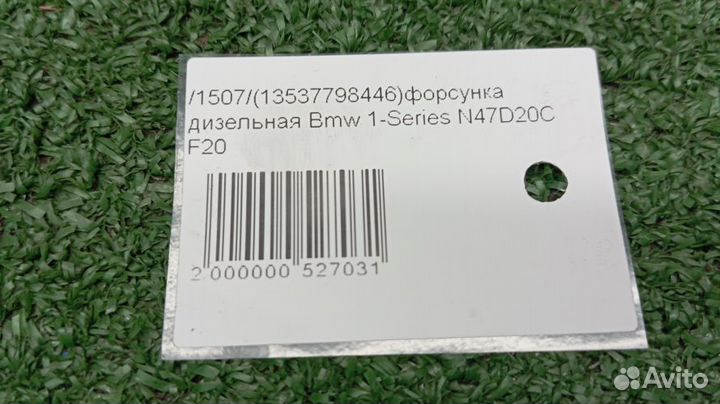 /1507/(13537798446)форсунка
дизельная Bmw 1-Series N47D20C
F20
2 000000 527031
Avito